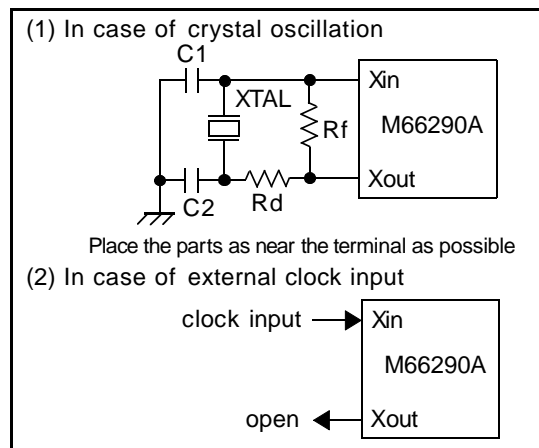 (1) In case of crystal oscillation
C1
XTAL
Xin
Rf
M66290A
C2
Rd
Xout
Place the parts as near the terminal as possible
(2) In case of external clock input
clock input
Xin
M66290A
open
Xout